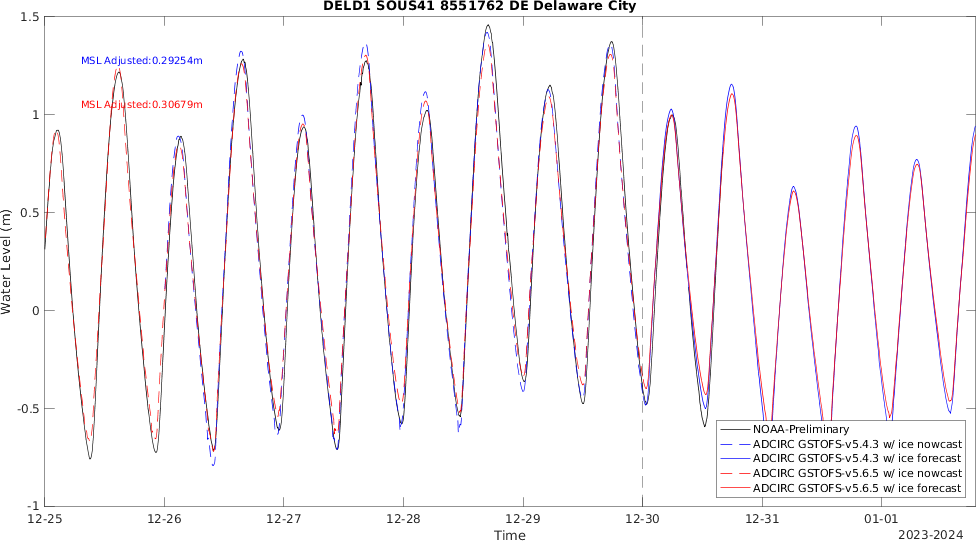 DELD1 SOUS41 8551762 DE Delaware City
1.5
1
0.5
0
-0.5
-1
Water Level (m)
MSL Adjusted:0.29254m
MSL Adjusted:0.30679m
NOAA-Preliminary
ADCIRC GSTOFS-v5.4.3 w/ ice nowcast
ADCIRC GSTOFS-v5.4.3 w/ ice forecast
ADCIRC GSTOFS-v5.6.5 w/ ice nowcast
ADCIRC GSTOFS-v5.6.5 w/ ice forecast
12-25 12-26 12-27 12-28 12-29 12-30 12-31 01-01
Time
2023-2024